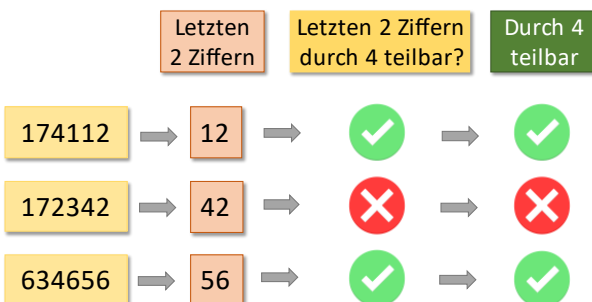 Letzten
2 Ziffern
Letzten 2 Ziffern
durch 4 teilbar?
Durch 4
teilbar
174112
12
172342
42
634656
56